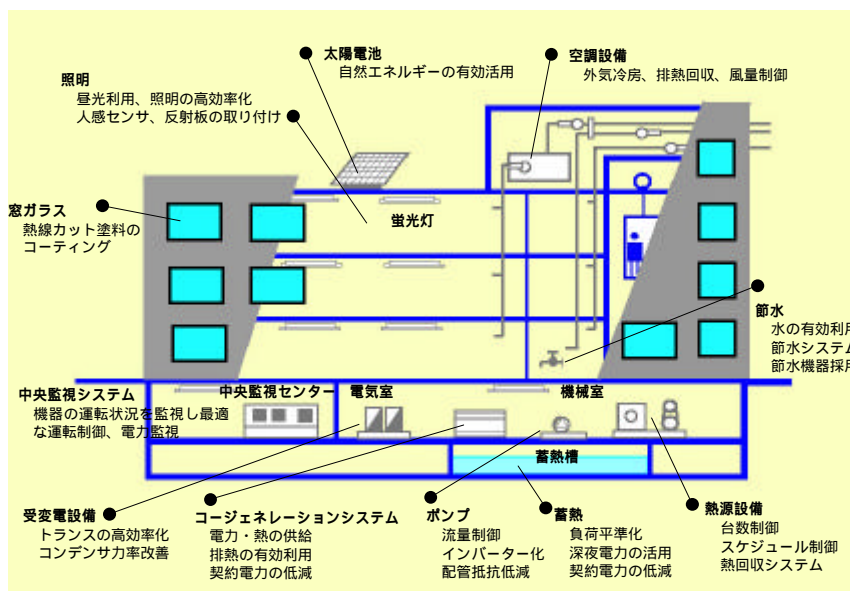 太陽電池
自然エネルギーの有効活用
空調設備
外気冷房、排熱回収、風量制御
照明
昼光利用、照明の高効率化
人感センサ、反射板の取り付け
窓ガラス
熱線カット塗料の
コーティング
蛍光灯
節水
水の有効利用
節水システム
節水機器採用
中央監視システム
機器の運転状況を監視し最適
な運転制御、電力監視
中央監視センター
電気室
機械室
蓄熱槽
受変電設備
トランスの高効率化
コンデンサ力率改善
コージェネレーションシステム
電力・熱の供給
排熱の有効利用
契約電力の低減
ポンプ
流量制御
インバーター化
配管抵抗低減
蓄熱
負荷平準化
深夜電力の活用
契約電力の低減
熱源設備
台数制御
スケジュール制御
熱回収システム